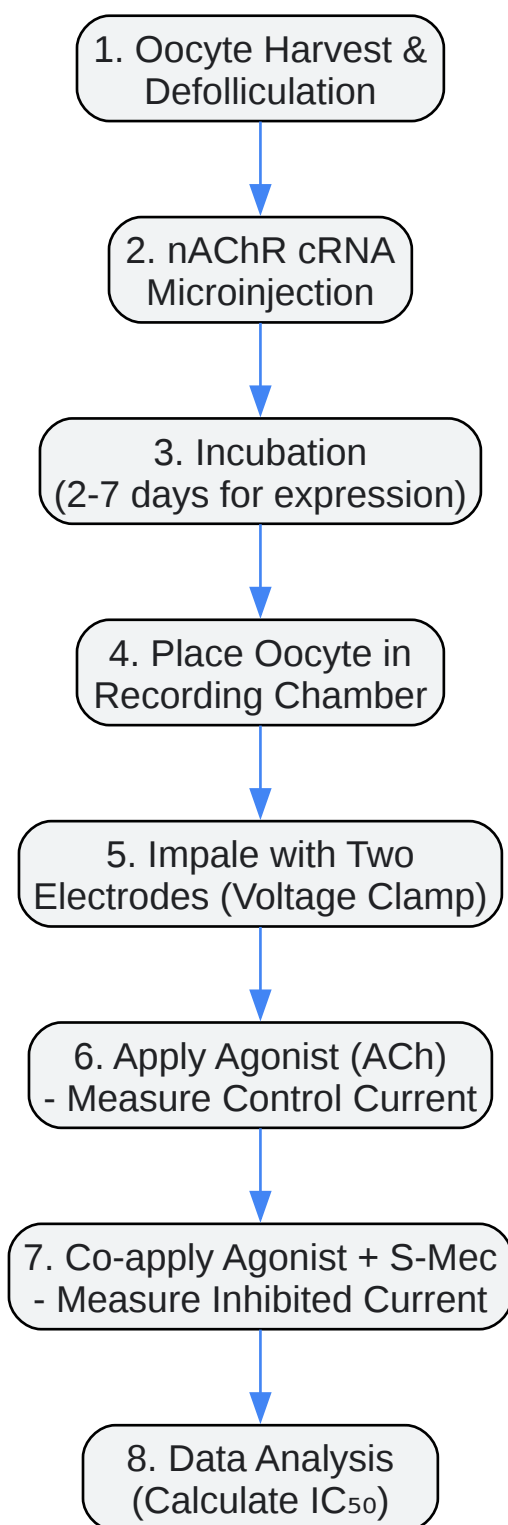 1. Oocyte Harvest &
Defolliculation
2. nAChR cRNA
Microinjection
3. Incubation
(2-7 days for expression)
4. Place Oocyte in
Recording Chamber
5. Impale with Two
Electrodes (Voltage Clamp)
6. Apply Agonist (ACh)
- Measure Control Current
7. Co-apply Agonist + S-Mec
- Measure Inhibited Current
8. Data Analysis
(Calculate IC₅₀)